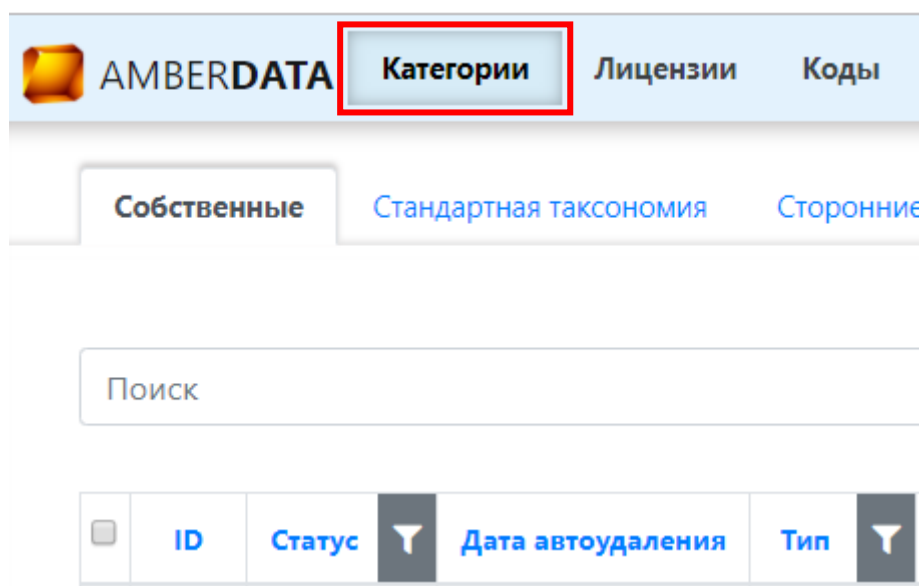 AMBERDATA Категории Лицензии Коды
Собственные Стандартная таксономия Сторонние
Поиск
ID Статус Дата автоудаления Тип